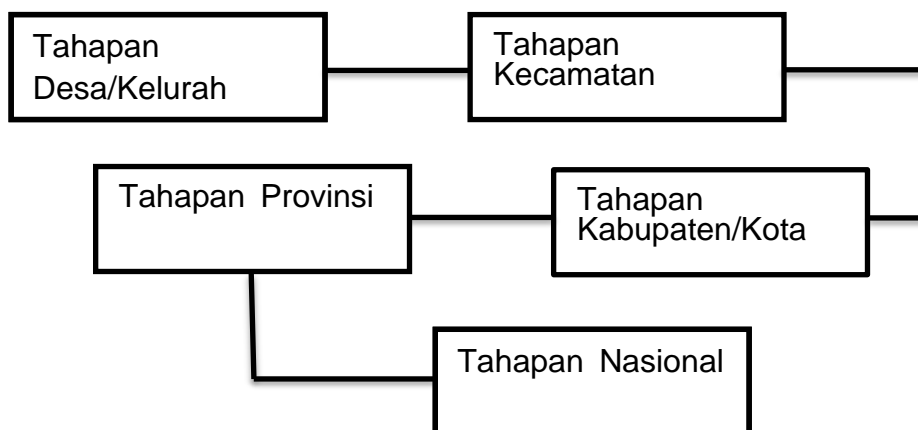 Tahapan
Desa/Kelurah
Tahapan
Kecamatan
Tahapan Provinsi
Tahapan
Kabupaten/Kota
Tahapan Nasional